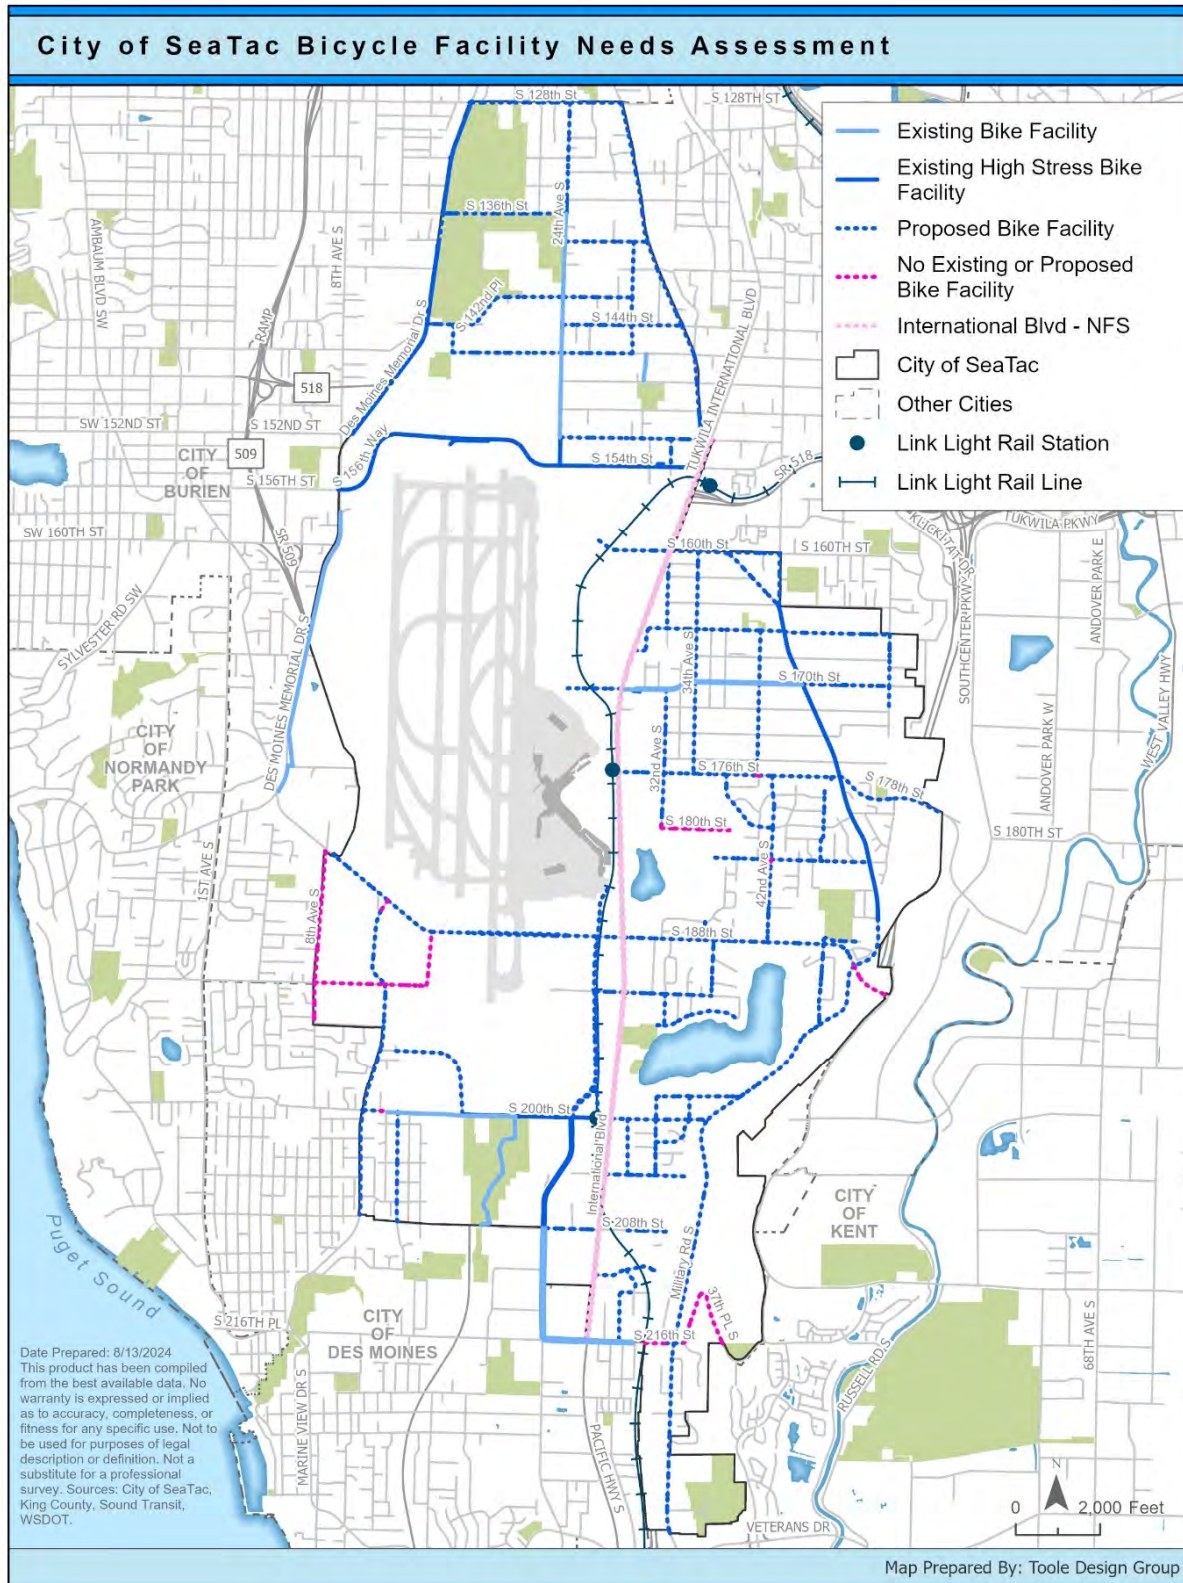 City of SeaTac Bicycle Facility Needs Assessment
S 128th St
S 128TH ST
Existing Bike Facility
Existing High Stress Bike
Facility
Proposed Bike Facility
No Existing or Proposed
Bike Facility
International Blvd - NFS
City of SeaTac
Other Cities
Link Light Rail Station
Link Light Rail Line
AMBAUM BLVD SW
8TH AVE S
S 136th St
24th Ave S
RAMP
S 142nd Pl
S 144th St
518
Des Moines Memorial Dr S
TUKWILA INTERNATIONAL BLVD
SW 152ND ST
S 152ND ST
CITY
OF
BURIEN
509
S 156th Way
S 154th St
S 156TH ST
SR 518
SW 160TH ST
SR 509
S 160th St
S 160TH ST
KLICKITAT DR
TUKWILA PKWY
SYLVESTER RD SW
DES MOINES MEMORIAL DR S
34th Ave S
S 170th St
SOUTHCENTER PKWY
ANDOVER PARK E
ANDOVER PARK W
WEST VALLEY HWY
CITY
OF
NORMANDY
PARK
32nd Ave S
S 176th St
S 178th St
S 180th St
S 180TH ST
1ST AVE S
8th Ave S
42nd Ave S
S 188th St
S 200th St
International Blvd
S 208th St
Military Rd S
CITY
OF
KENT
Puget Sound
S 216TH PL
CITY
OF
DES MOINES
S 216th St
37th PL S
MARINE VIEW DR S
PACIFIC HWY S
RUSSELL RD S
68TH AVE S
VETERANS DR
Date Prepared: 8/13/2024
This product has been compiled
from the best available data. No
warranty is expressed or implied
as to accuracy, completeness, or
fitness for any specific use. Not to
be used for purposes of legal
description or definition. Not a
substitute for a professional
survey. Sources: City of SeaTac,
King County, Sound Transit,
WSDOT.
N
0 2,000 Feet
Map Prepared By: Toole Design Group